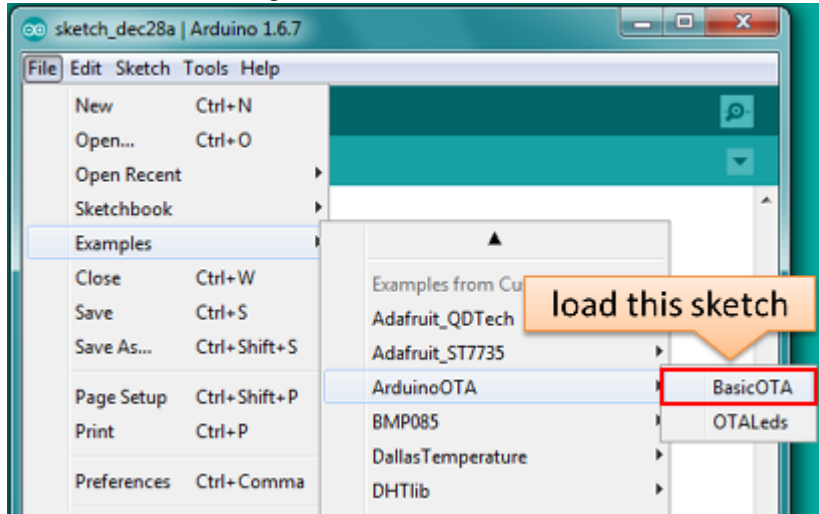 sketch_dec28a | Arduino 1.6.7
File Edit Sketch Tools Help
New Ctrl+N
Open... Ctrl+O
Open Recent
Sketchbook
Examples
Close Ctrl+W
Save Ctrl+S
Save As... Ctrl+Shift+S
Page Setup Ctrl+Shift+P
Print Ctrl+P
Preferences Ctrl+Comma
Examples from Cu
Adafruit_QDTech
Adafruit_ST7735
ArduinoOTA
BMP085
DallasTemperature
DHTlib
load this sketch
BasicOTA
OTALeds